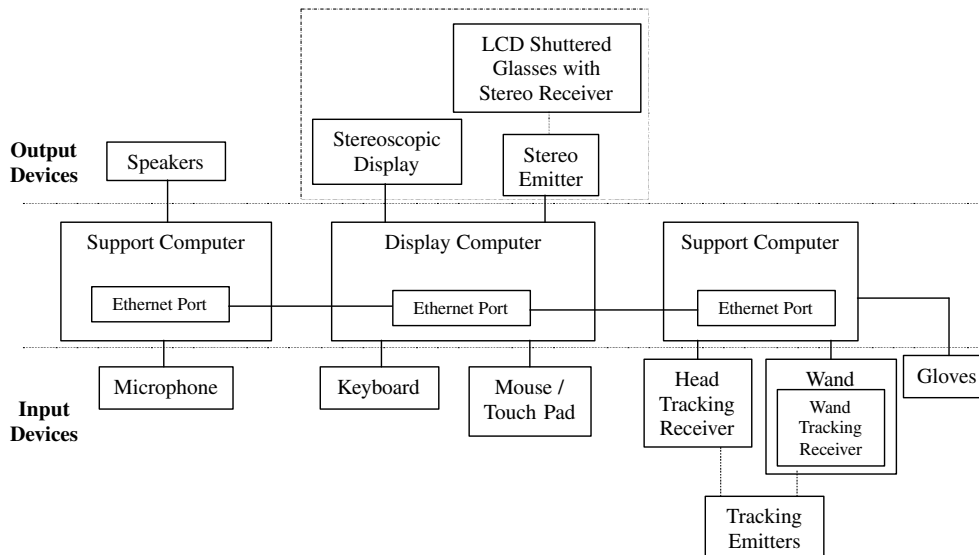 LCD Shuttered
Glasses with
Stereo Receiver
Stereoscopic
Display
Stereo
Emitter
Output
Devices
Speakers
Support Computer
Display Computer
Support Computer
Ethernet Port
Ethernet Port
Ethernet Port
Input
Devices
Microphone
Keyboard
Mouse /
Touch Pad
Head
Tracking
Receiver
Wand
Wand
Tracking
Receiver
Gloves
Tracking
Emitters